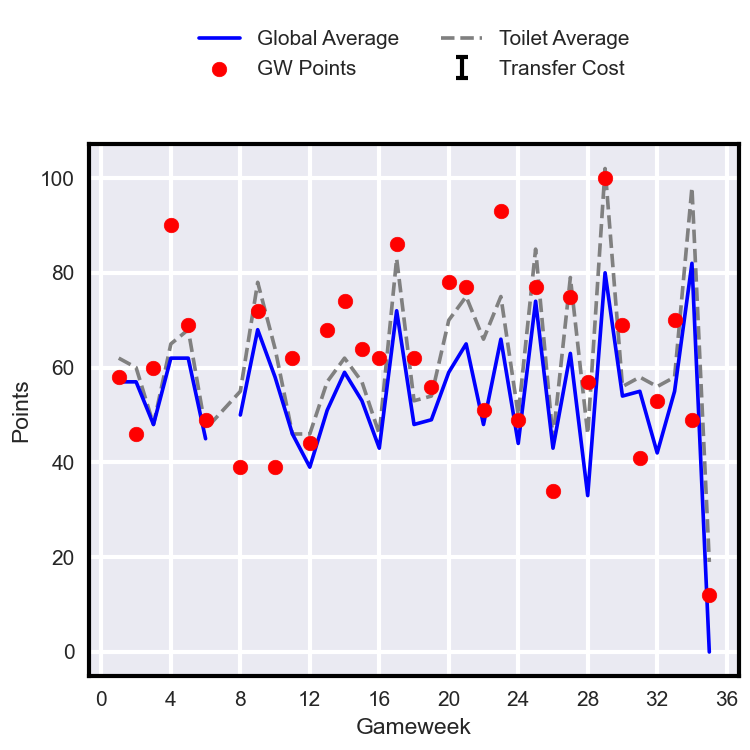 Global Average
Toilet Average
GW Points
Transfer Cost
100
80
60
40
20
0
Points
0 4 8 12 16 20 24 28 32 36
Gameweek